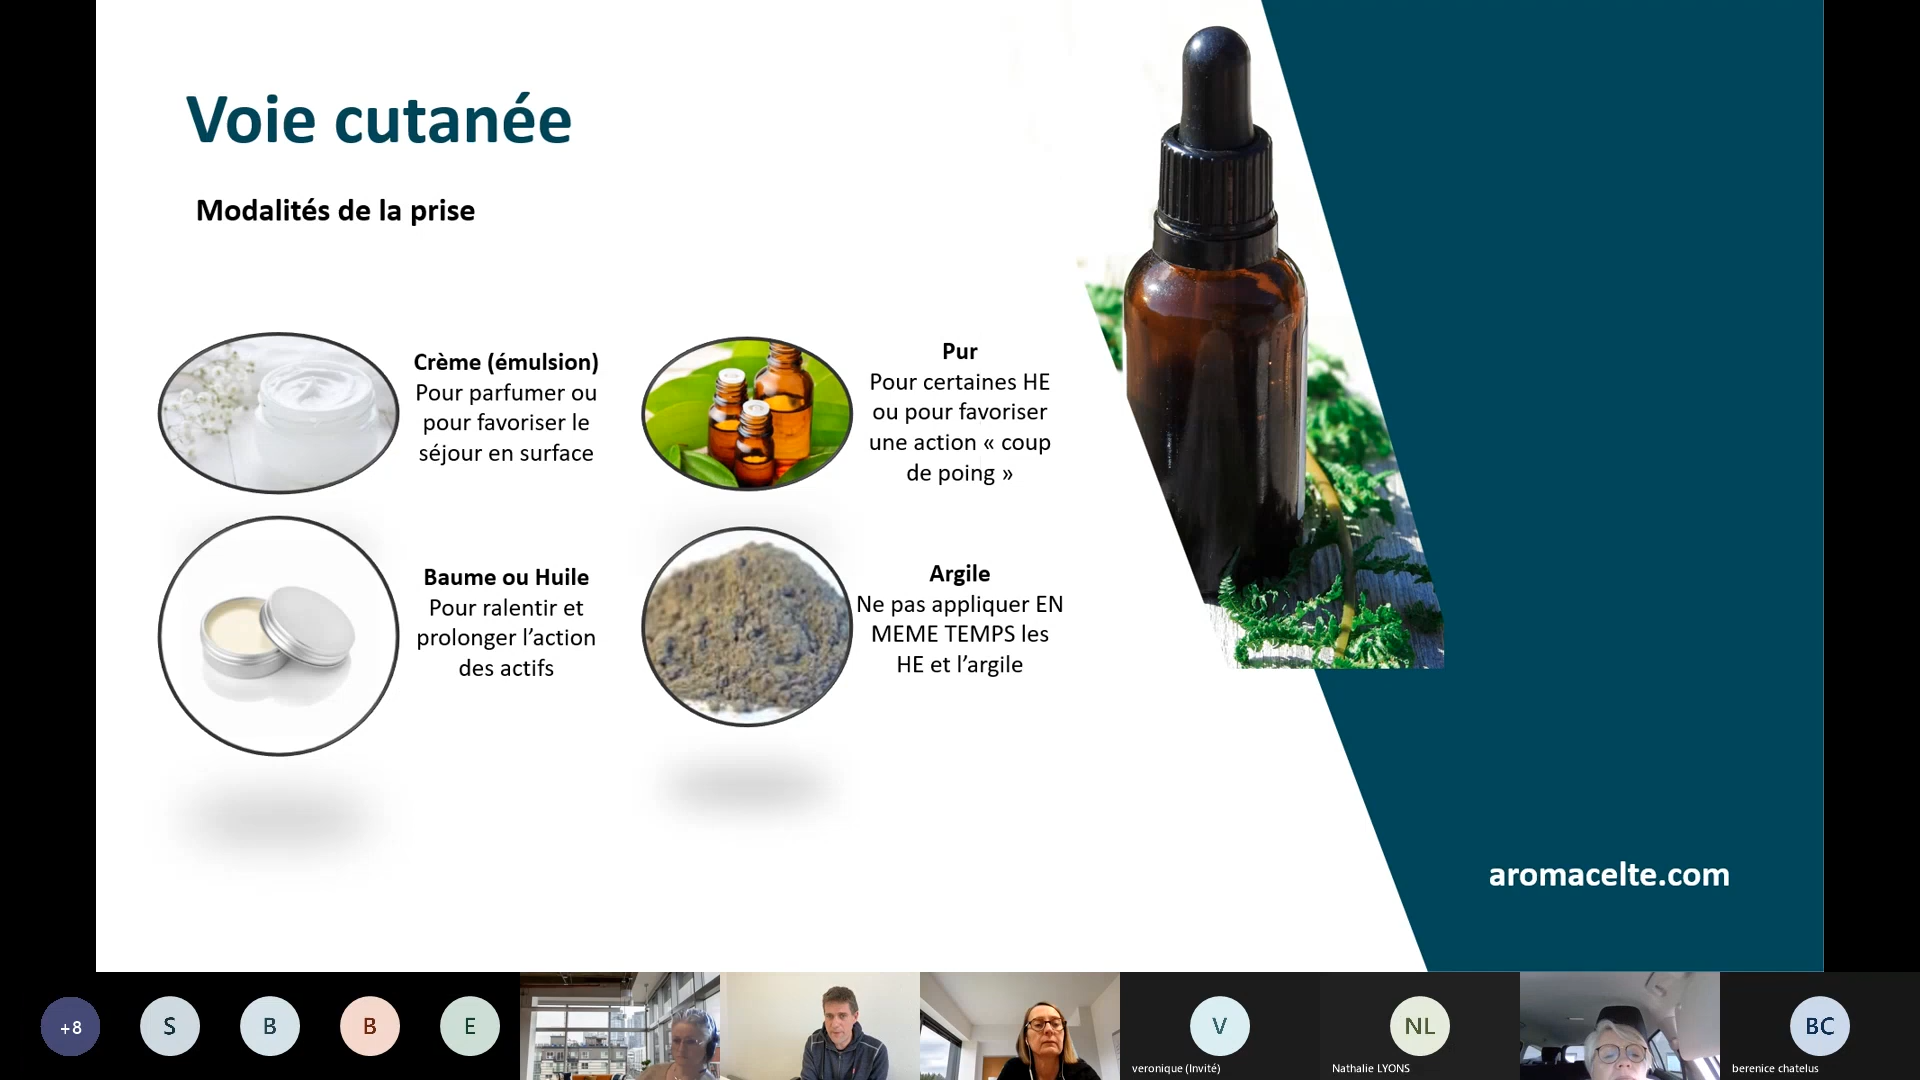 Voie cutanée
Modalités de la prise
Crème (émulsion)
Pour parfumer ou
pour favoriser le
séjour en surface
Pur
Pour certaines HE
ou pour favoriser
une action « coup
de poing »
Baume ou Huile
Pour ralentir et
prolonger l’action
des actifs
Argile
Ne pas appliquer EN
MEME TEMPS les
HE et l’argile
aromacelte.com
+8
S
B
B
E
V
veronique (Invité)
NL
Nathalie LYONS
BC
berenice chatelus